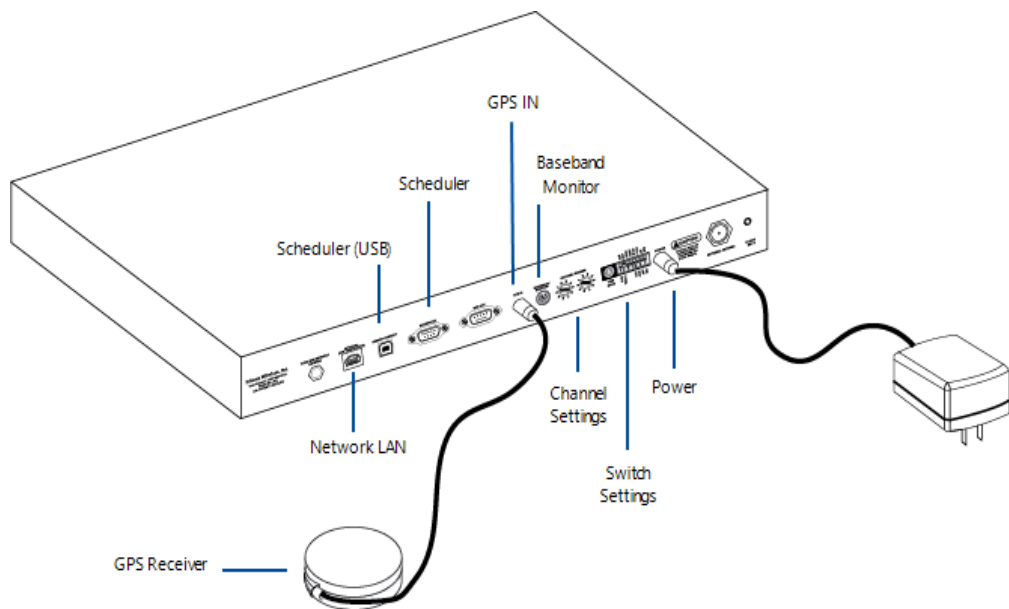 GPS IN
Baseband
Monitor
Scheduler
Scheduler (USB)
Channel
Settings
Power
Network LAN
Switch
Settings
GPS Receiver